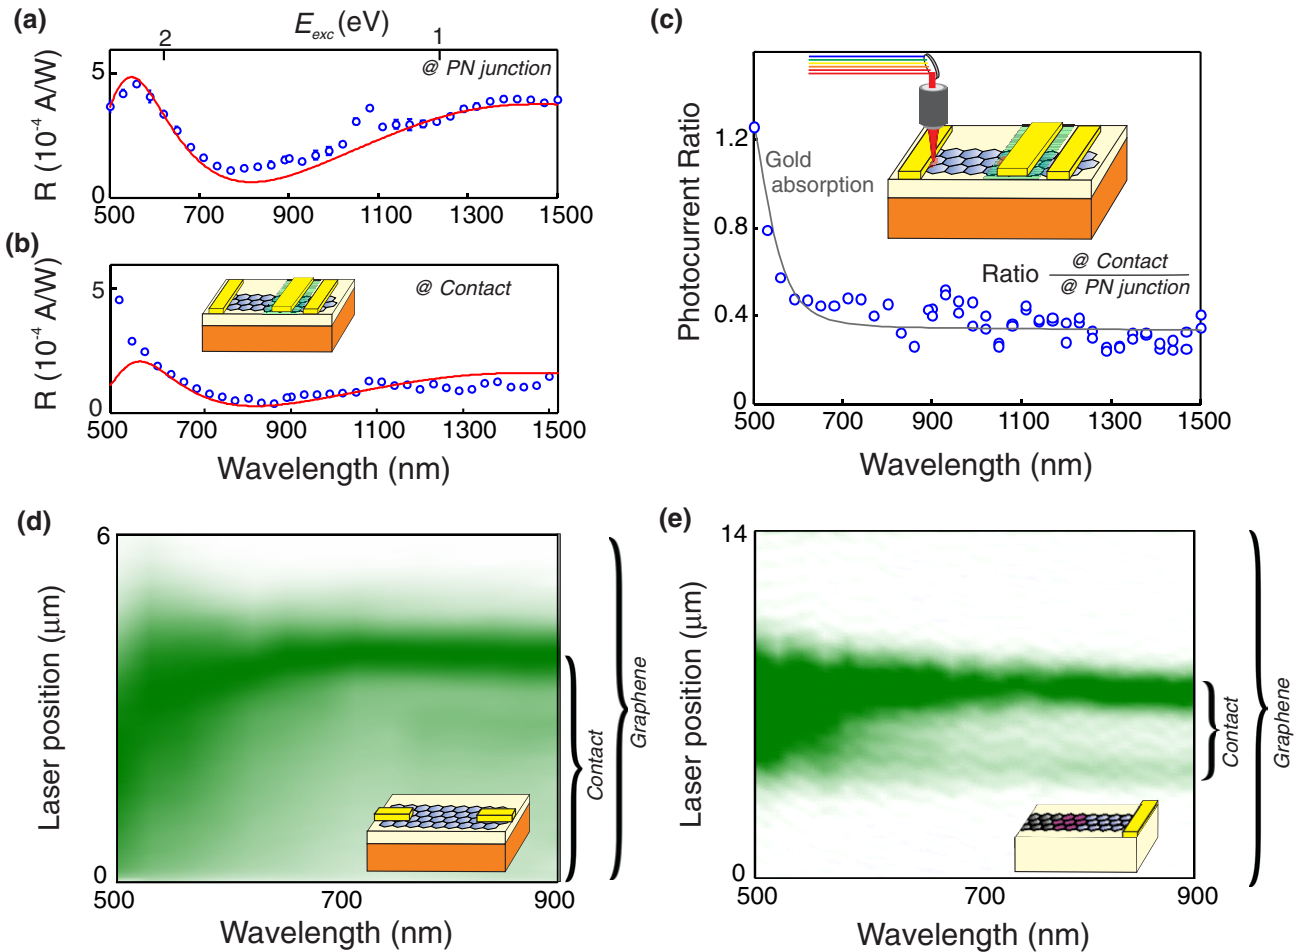 (a)
E_exc (eV)
2
1
@ PN junction
R (10^-4 A/W)
5
0
500
700
900
1100
1300
1500
(b)
@ Contact
R (10^-4 A/W)
5
0
500
700
900
1100
1300
1500
Wavelength (nm)
(c)
Photocurrent Ratio
1.2
0.8
0.4
0
Gold
absorption
Ratio @ Contact
@ PN junction
500
700
900
1100
1300
1500
Wavelength (nm)
(d)
Laser position (μm)
6
0
Contact
Graphene
500
700
900
Wavelength (nm)
(e)
Laser position (μm)
14
0
Contact
Graphene
500
700
900
Wavelength (nm)